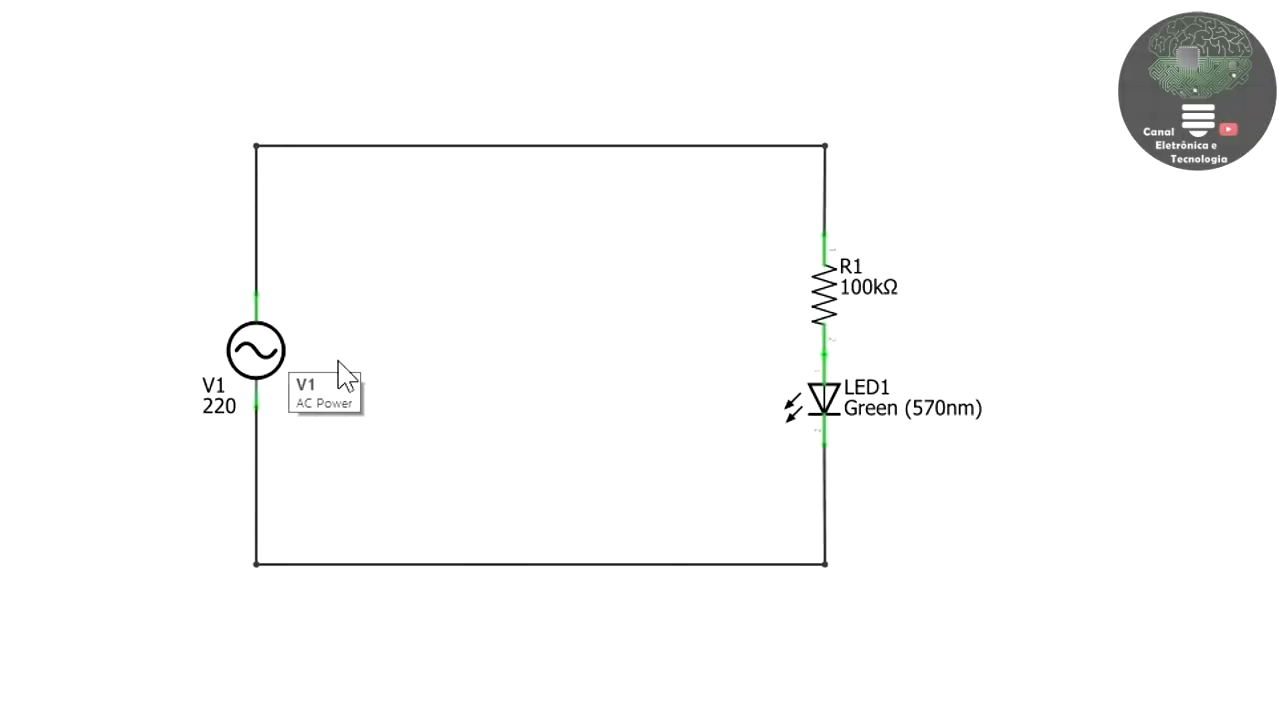 Canal
Eletrônica e
Tecnologia
R1
100kΩ
V1
220
V1
AC Power
LED1
Green (570nm)